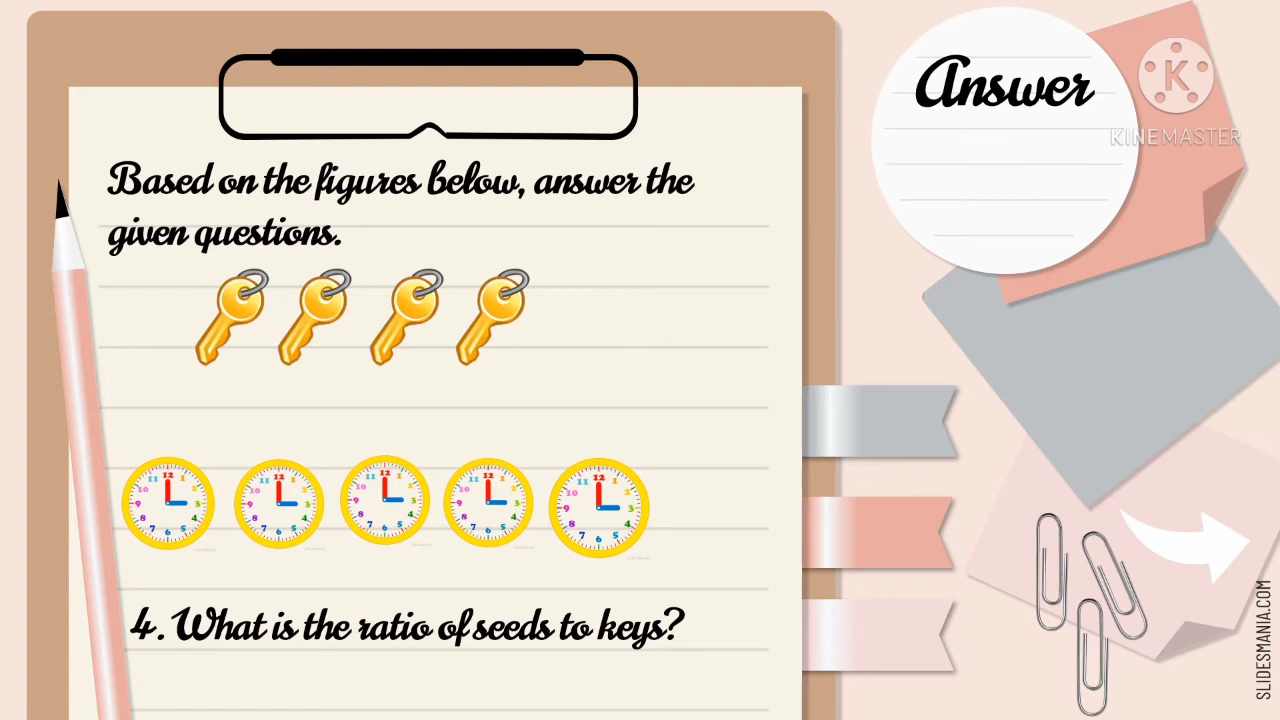 Answer
K
KINEMASTER
Based on the figures below, answer the
given questions.
4. What is the ratio of seeds to keys?
SLIDESMANIA.COM